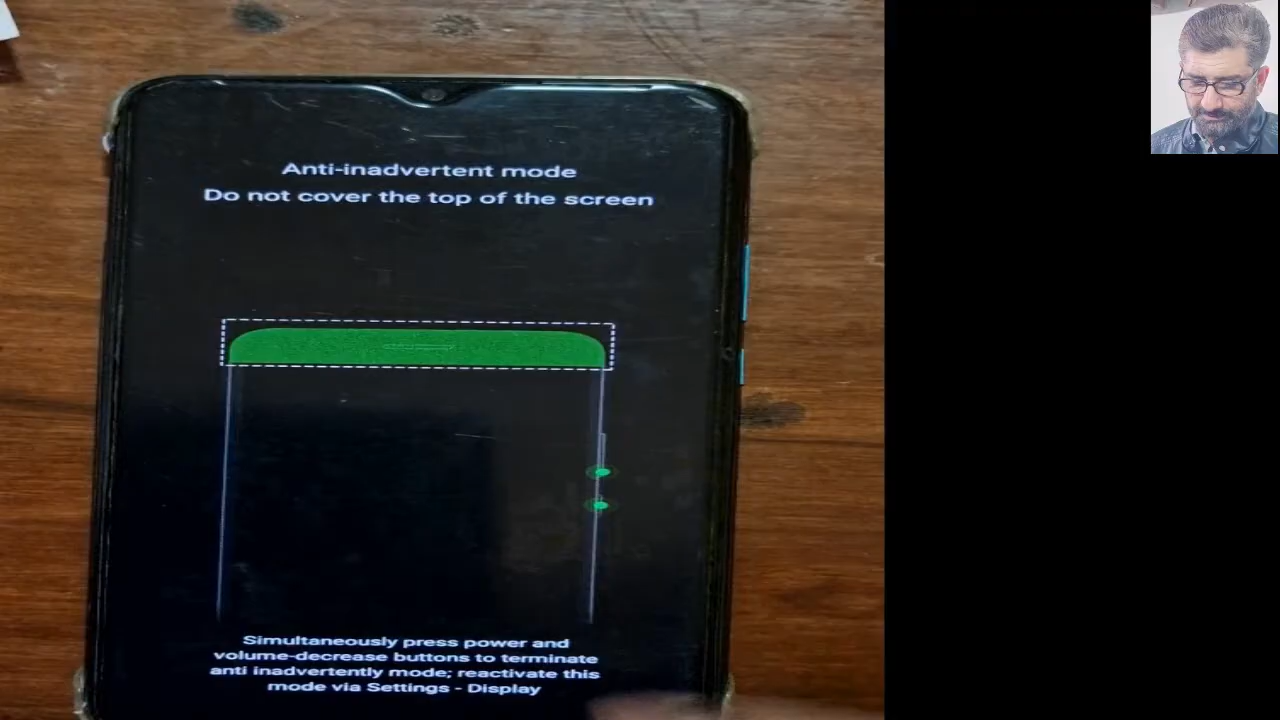 Anti-inadvertent mode
Do not cover the top of the screen
Simultaneously press power and
volume-decrease buttons to terminate
anti inadvertently mode; reactivate this
mode via Settings - Display